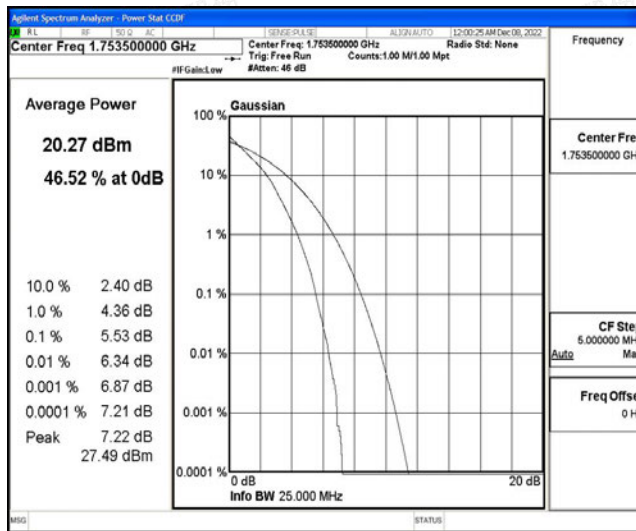 Agilent Spectrum Analyzer - Power Stat CCDF
RL RF 50 Ω AC SENSE:PULSE ALIGN AUTO 12:00:25 AM Dec 08, 2022
Center Freq 1.753500000 GHz
Center Freq: 1.753500000 GHz Radio Std: None
Trig: Free Run Counts:1.00 M/1.00 Mpt
#IFGain:Low #Atten: 46 dB
Frequency
Average Power
20.27 dBm
46.52 % at 0dB
10.0 % 2.40 dB
1.0 % 4.36 dB
0.1 % 5.53 dB
0.01 % 6.34 dB
0.001 % 6.87 dB
0.0001 % 7.21 dB
Peak 7.22 dB
27.49 dBm
Gaussian
100 %
10 %
1 %
0.1 %
0.01 %
0.001 %
0.0001 %
0 dB 20 dB
Info BW 25.000 MHz
Center Fre
1.753500000 GH
CF Ste
5.000000 MH
Auto Ma
Freq Offse
0 H
MSG STATUS